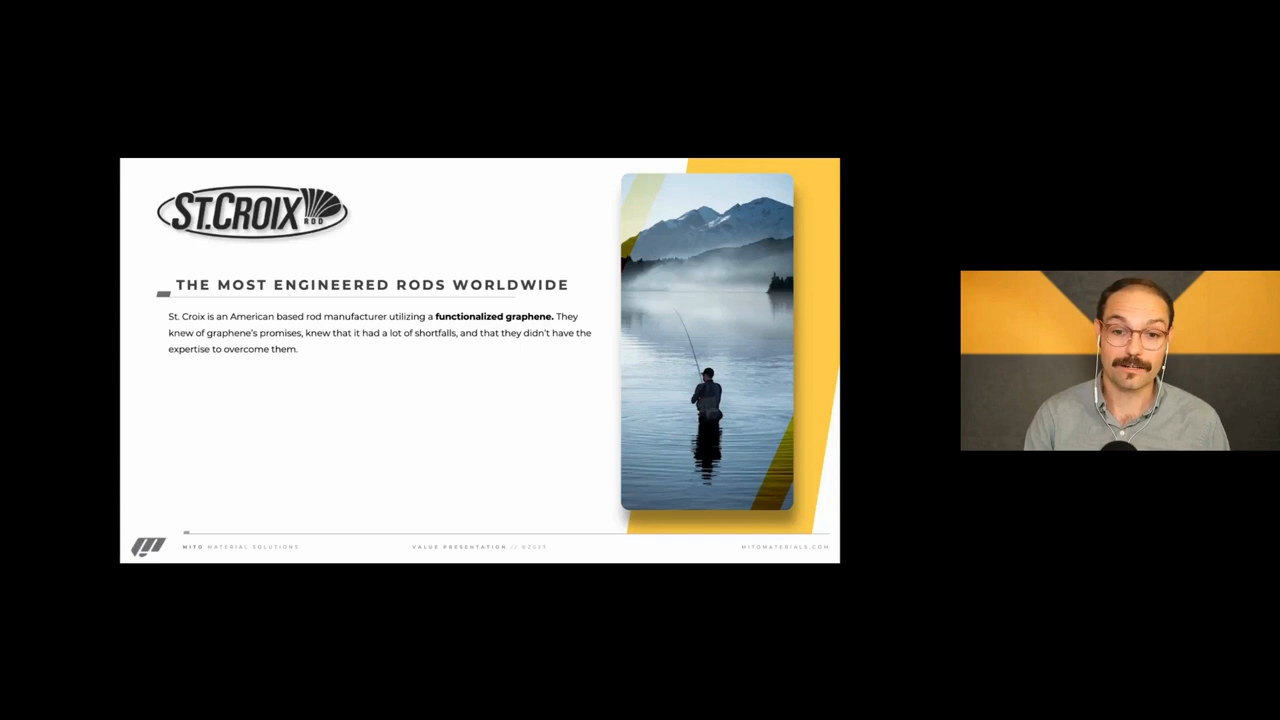 ST.CROIX
ROD
THE MOST ENGINEERED RODS WORLDWIDE
St. Croix is an American based rod manufacturer utilizing a functionalized graphene. They
knew of graphene's promises, knew that it had a lot of shortfalls, and that they didn't have the
expertise to overcome them.
MITO MATERIAL SOLUTIONS
VALUE PRESENTATION // ©2023
MITOMATERIALS.COM